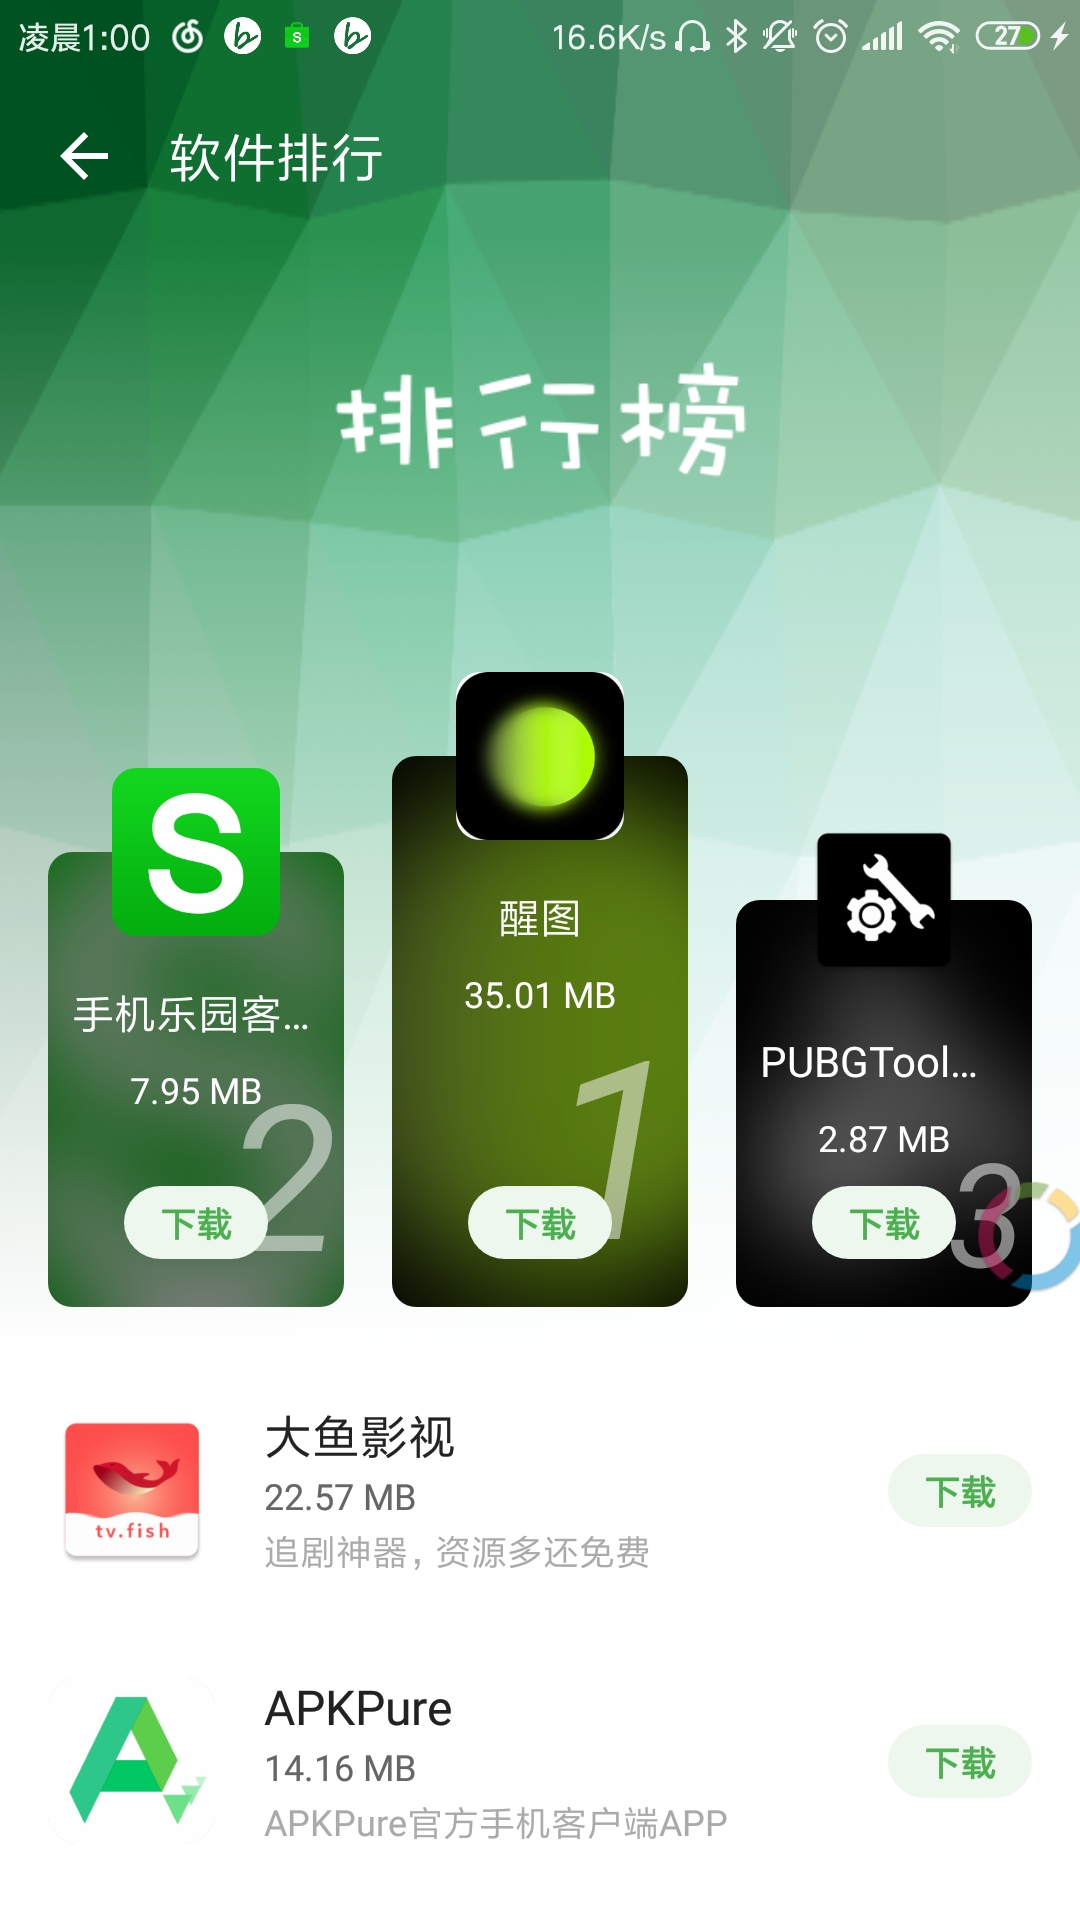 凌晨1:00 16.6K/s 27
软件排行
排行榜
S
手机乐园客...
7.95 MB
2
下载
醒图
35.01 MB
1
下载
PUBGTool...
2.87 MB
3
下载
tv.fish
大鱼影视
22.57 MB
追剧神器，资源多还免费
下载
APKPure
14.16 MB
APKPure官方手机客户端APP
下载